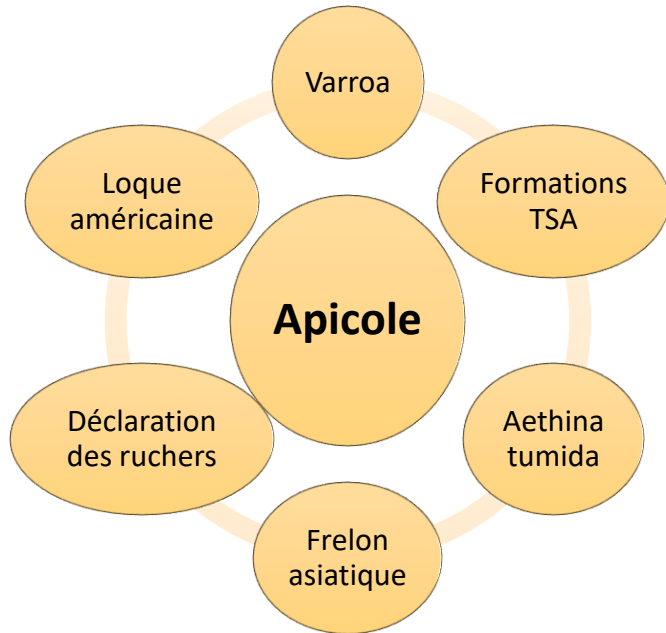 Varroa
Formations
TSA
Aethina
tumida
Frelon
asiatique
Déclaration
des ruchers
Loque
américaine
Apicole